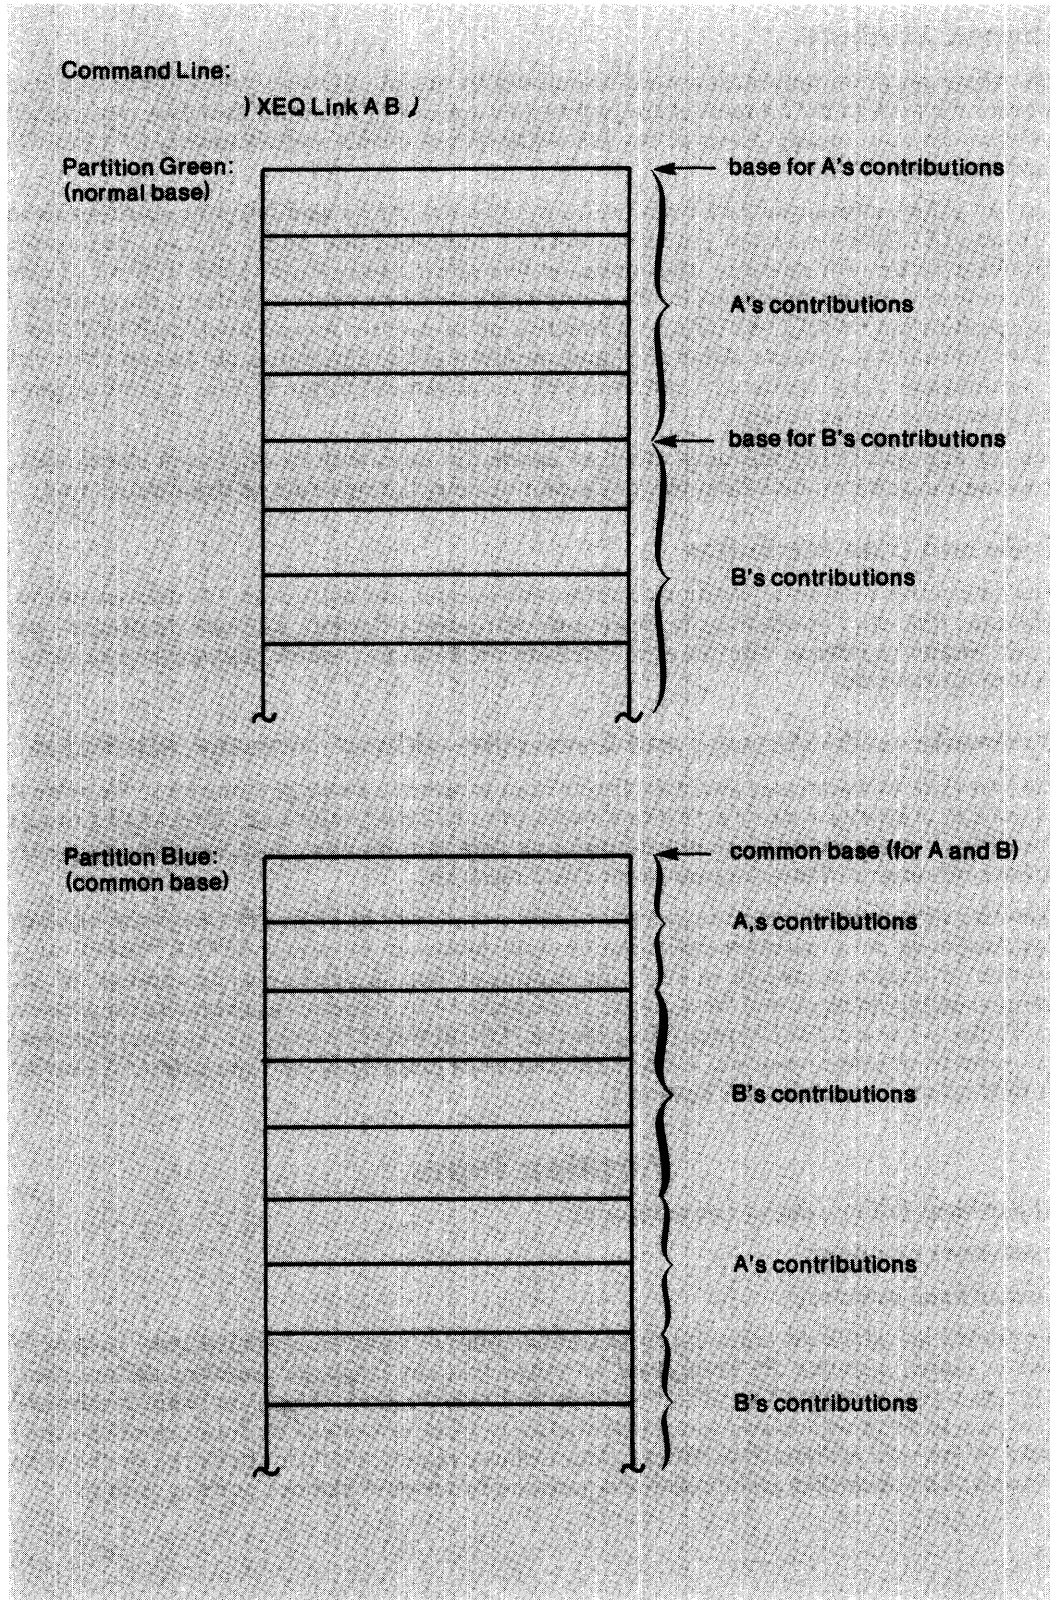 Command Line:
) XEQ Link A B ⤶
Partition Green:
(normal base)
base for A's contributions
A's contributions
base for B's contributions
B's contributions
Partition Blue:
(common base)
common base (for A and B)
A,s contributions
B's contributions
A's contributions
B's contributions